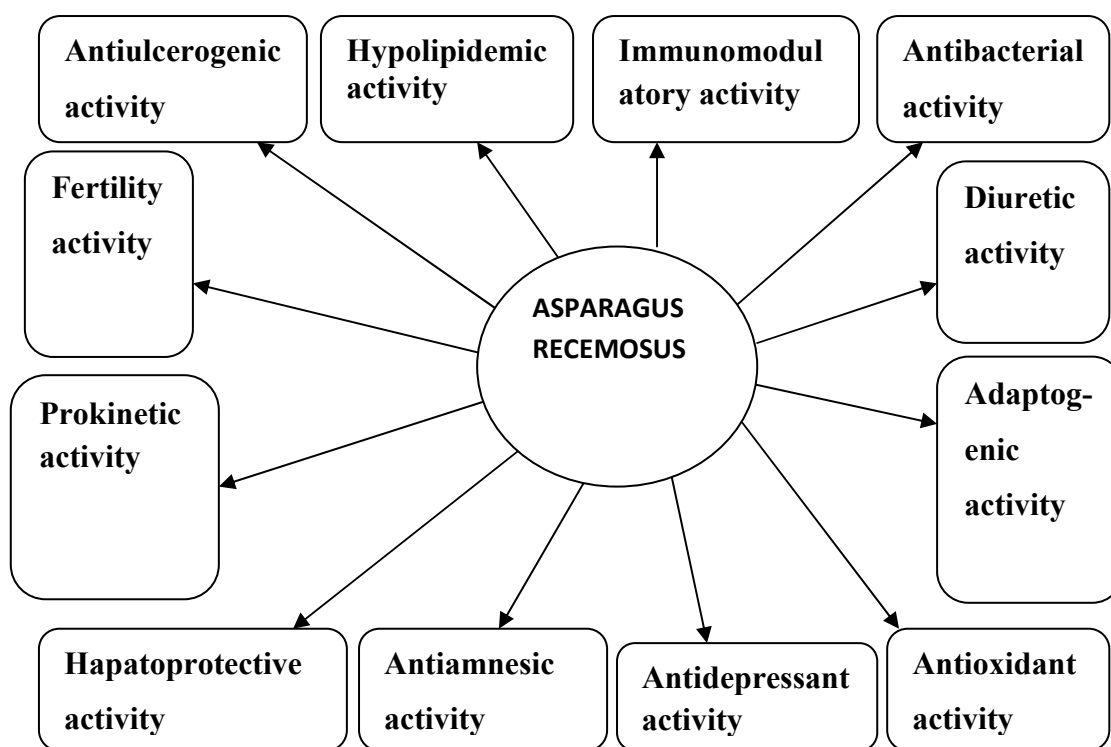 Antiulcerogenic
activity
Hypolipidemic
activity
Immunomodul
atory activity
Antibacterial
activity
Fertility
activity
Diuretic
activity
ASPARAGUS
RECEMOSUS
Prokinetic
activity
Adaptog-
enic
activity
Hapatoprotective
activity
Antiamnesic
activity
Antidepressant
activity
Antioxidant
activity